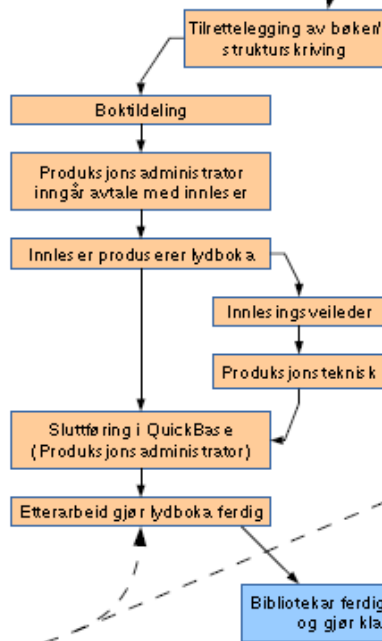 Tilrettelegging av bøker/
strukturskriving
Boktildeling
Produksjonsadministrator
inngår avtale med innleser
Innleser produserer lydboka
Innlesingsveileder
Produksjonsteknisk
Sluttføring i QuickBase
(Produksjonsadministrator)
Etterarbeid gjør lydboka ferdig
Bibliotekar ferdig
og gjør kla